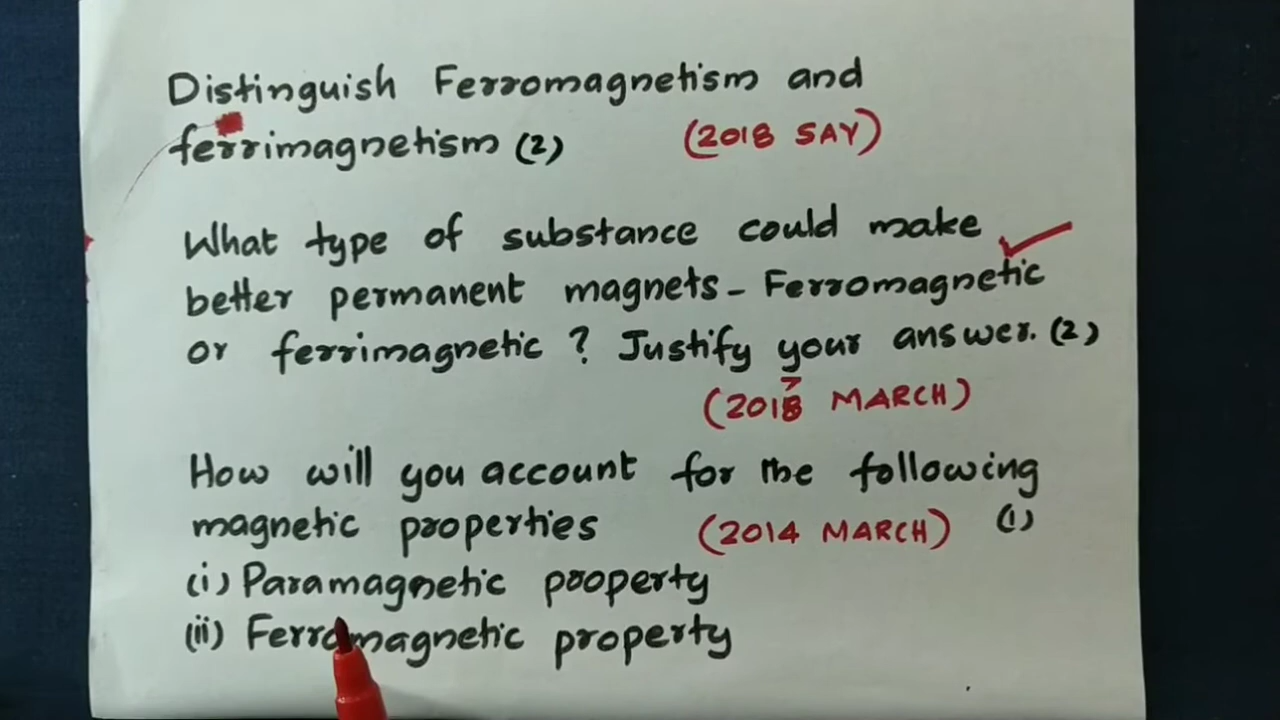 Distinguish Ferromagnetism and
ferrimagnetism (2) (2018 SAY)
What type of substance could make
better permanent magnets - Ferromagnetic
or ferrimagnetic ? Justify your answer. (2)
(2017 MARCH)
How will you account for the following
magnetic properties (2014 MARCH) (1)
(i) Paramagnetic property
(ii) Ferromagnetic property